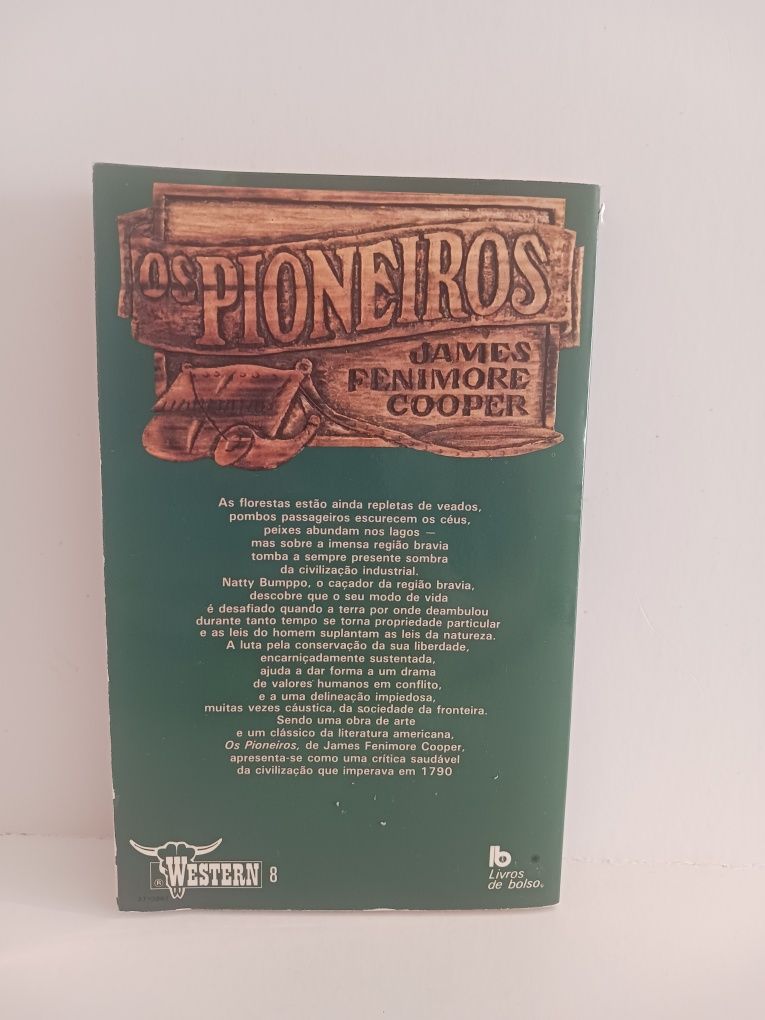 OS PIONEIROS
JAMES
FENIMORE
COOPER
As florestas estão ainda repletas de veados,
pombos passageiros escurecem os céus,
peixes abundam nos lagos —
mas sobre a imensa região bravia
tomba a sempre presente sombra
da civilização industrial.
Natty Bumppo, o caçador da região bravia,
descobre que o seu modo de vida
é desafiado quando a terra por onde deambulou
durante tanto tempo se torna propriedade particular
e as leis do homem suplantam as leis da natureza.
A luta pela conservação da sua liberdade,
encarniçadamente sustentada,
ajuda a dar forma a um drama
de valores humanos em conflito,
e a uma delineação impiedosa,
muitas vezes cáustica, da sociedade da fronteira.
Sendo uma obra de arte
e um clássico da literatura americana,
Os Pioneiros, de James Fenimore Cooper,
apresenta-se como uma crítica saudável
da civilização que imperava em 1790
® WESTERN 8
lb
Livros
de bolso